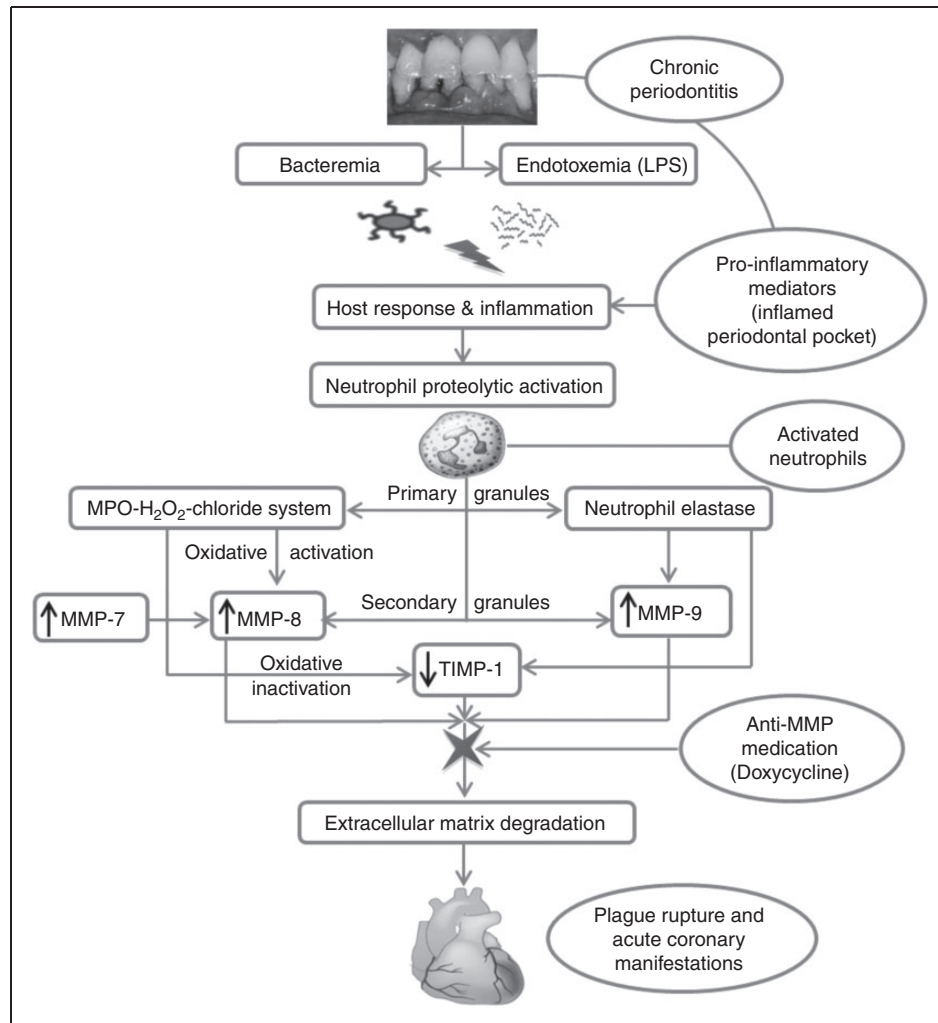 Chronic
periodontitis
Bacteremia
Endotoxemia (LPS)
Pro-inflammatory
mediators
(inflamed
periodontal pocket)
Host response & inflammation
Neutrophil proteolytic activation
Activated
neutrophils
Primary granules
MPO-H₂O₂-chloride system
Neutrophil elastase
Oxidative activation
MMP-7
MMP-8
Secondary granules
MMP-9
Oxidative
inactivation
TIMP-1
Anti-MMP
medication
(Doxycycline)
Extracellular matrix degradation
Plague rupture and
acute coronary
manifestations